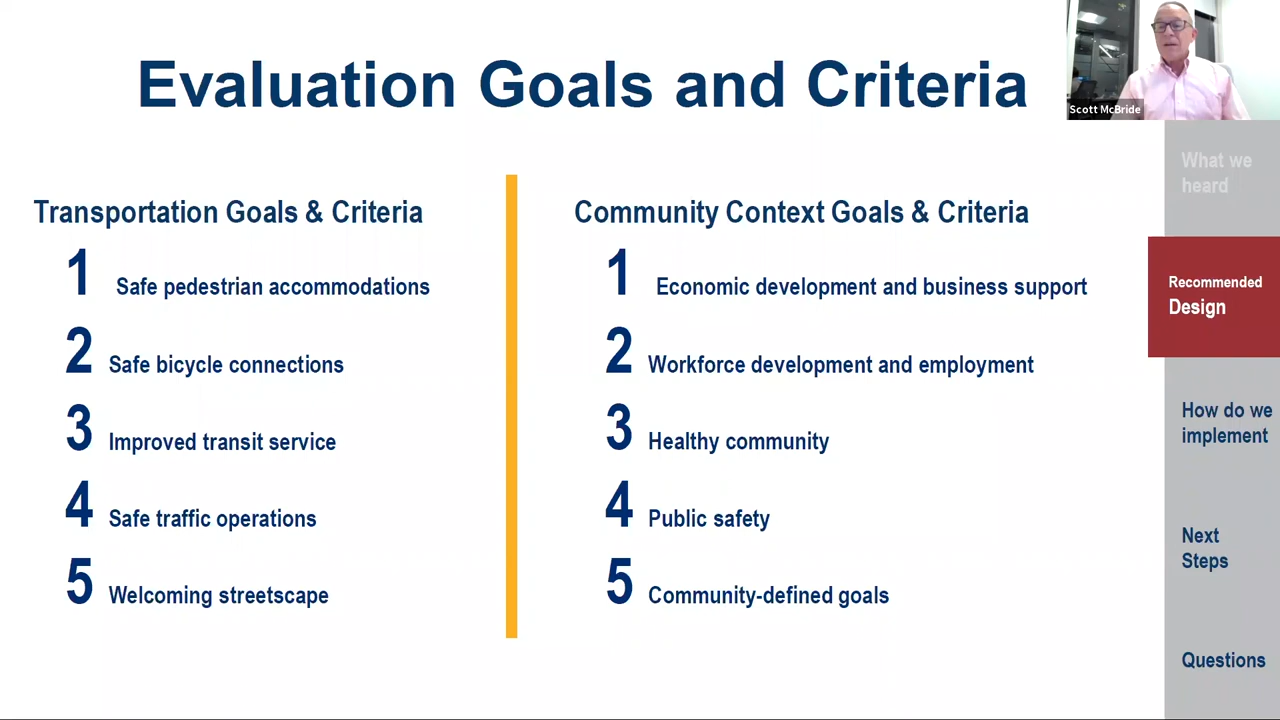 Evaluation Goals and Criteria
Scott McBride
Transportation Goals & Criteria
1 Safe pedestrian accommodations
2 Safe bicycle connections
3 Improved transit service
4 Safe traffic operations
5 Welcoming streetscape
Community Context Goals & Criteria
1 Economic development and business support
2 Workforce development and employment
3 Healthy community
4 Public safety
5 Community-defined goals
What we
heard
Recommended
Design
How do we
implement
Next
Steps
Questions